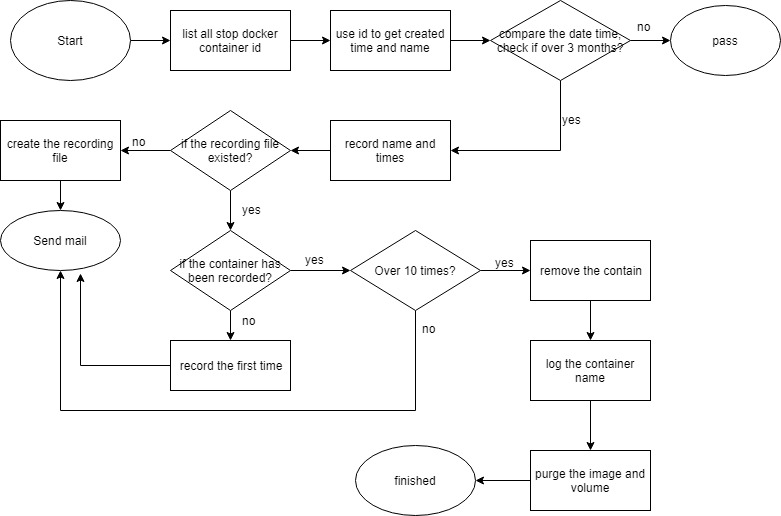 Start
list all stop docker
container id
use id to get created
time and name
compare the date time,
check if over 3 months?
no
pass
yes
create the recording
file
no
if the recording file
existed?
record name and
times
yes
Send mail
if the container has
been recorded?
yes
Over 10 times?
yes
remove the contain
no
no
record the first time
log the container
name
finished
purge the image and
volume